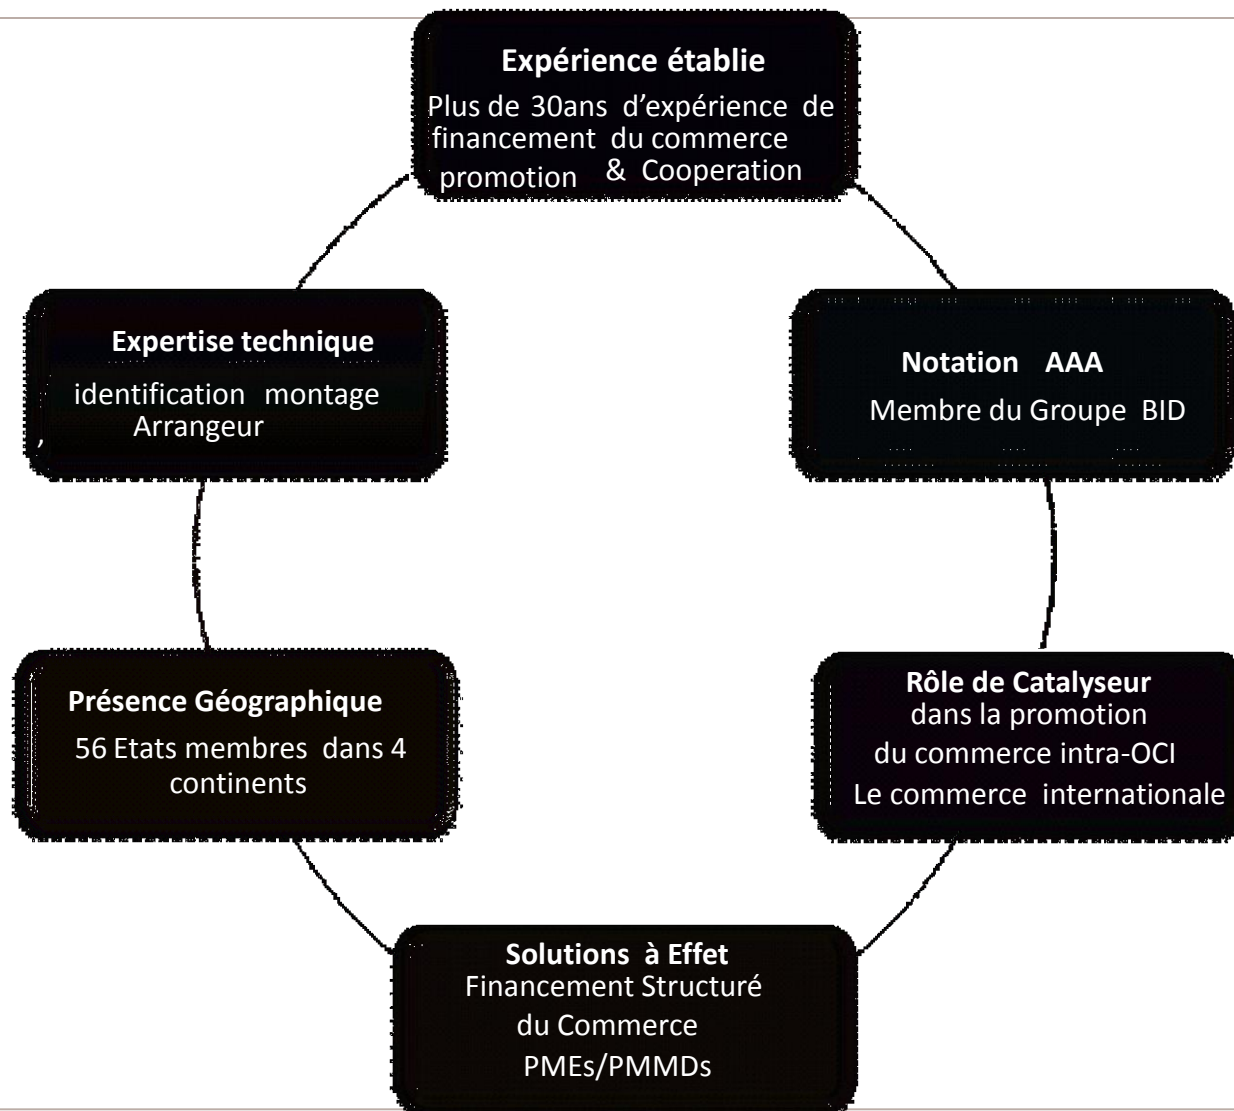 Expérience établie
Plus de 30ans d’expérience de
financement du commerce
promotion & Cooperation
Expertise technique
identification montage
, Arrangeur
Notation AAA
Membre du Groupe BID
Présence Géographique
56 Etats membres dans 4
continents
Rôle de Catalyseur
dans la promotion
du commerce intra-OCI
Le commerce internationale
Solutions à Effet
Financement Structuré
du Commerce
PMEs/PMMDs